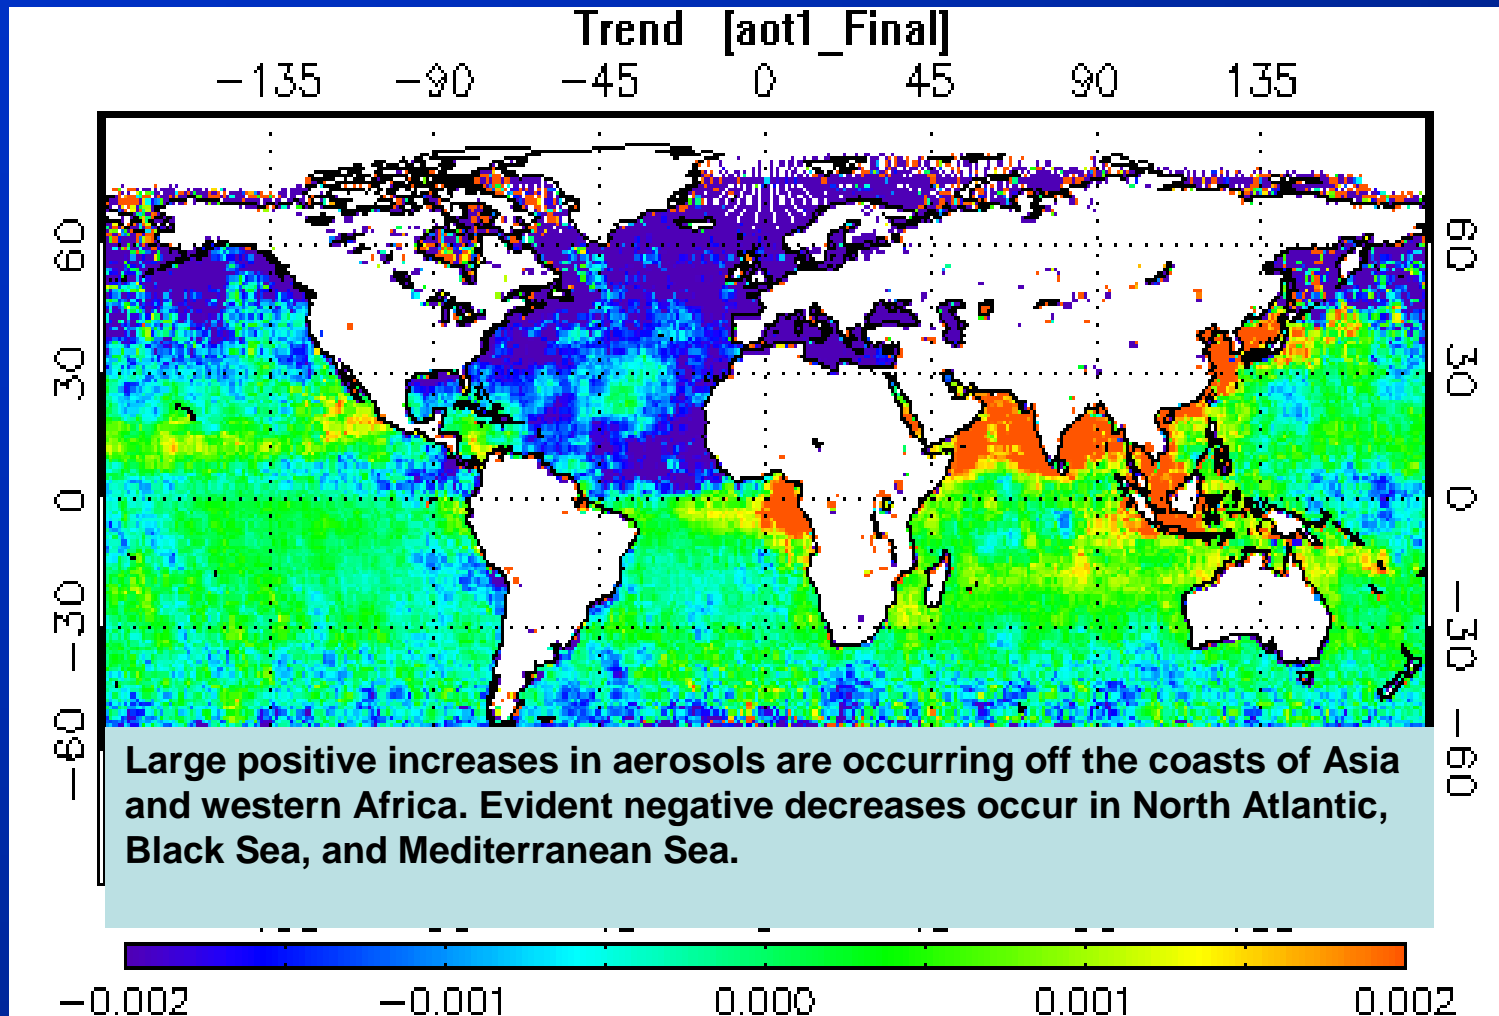 Trend [aot1_Final]
−135 −90 −45 0 45 90 135
60 60
30 30
0 0
−30 −30
−60 −60
Large positive increases in aerosols are occurring off the coasts of Asia
and western Africa. Evident negative decreases occur in North Atlantic,
Black Sea, and Mediterranean Sea.
−0.002 −0.001 0.000 0.001 0.002